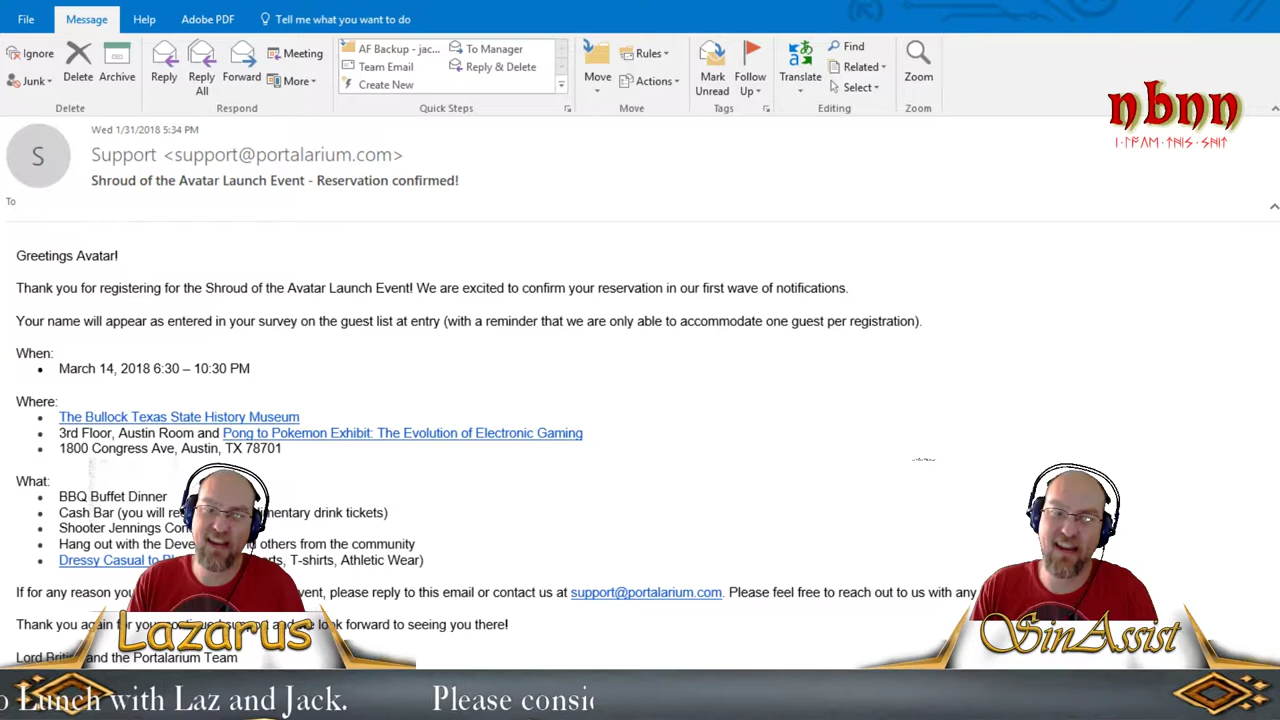 File Message Help Adobe PDF Tell me what you want to do
Ignore Delete Archive Reply Reply All Forward Meeting AF Backup - jac... To Manager Move Rules Mark Unread Follow Up Translate Find Zoom
Junk More Team Email Reply & Delete Actions Related
Create New Select
Delete Respond Quick Steps Move Tags Editing Zoom
nbnn
Wed 1/31/2018 5:34 PM
S
Support <support@portalarium.com>
Shroud of the Avatar Launch Event - Reservation confirmed!
To
Greetings Avatar!
Thank you for registering for the Shroud of the Avatar Launch Event! We are excited to confirm your reservation in our first wave of notifications.
Your name will appear as entered in your survey on the guest list at entry (with a reminder that we are only able to accommodate one guest per registration).
When:
March 14, 2018 6:30 – 10:30 PM
Where:
The Bullock Texas State History Museum
3rd Floor, Austin Room and Pong to Pokemon Exhibit: The Evolution of Electronic Gaming
1800 Congress Ave, Austin, TX 78701
What:
BBQ Buffet Dinner
Cash Bar (you will drink tickets)
Shooter Jennings
Hang out with the others from the community
Dressy Casual to T-shirts, Athletic Wear)
If for any reason please reply to this email or contact us at support@portalarium.com. Please feel free to reach out to us with any
Thank you again for forward to seeing you there!
Lord and the Portalarium Team
Lazarus
SinAssist
Lunch with Laz and Jack. Please